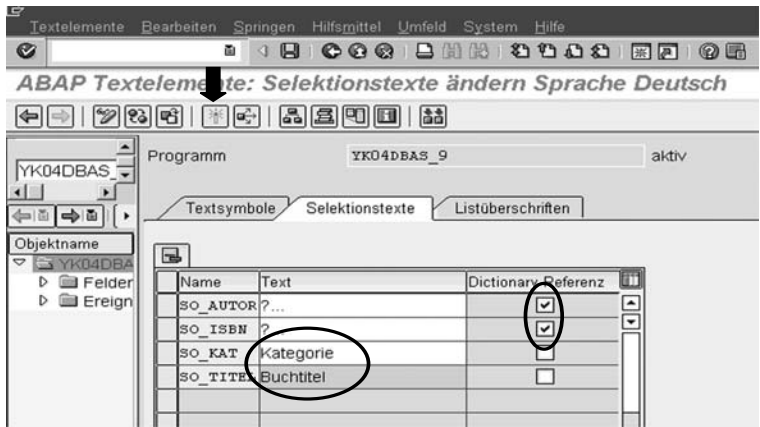 Textelemente Bearbeiten Springen Hilfsmittel Umfeld System Hilfe
ABAP Textelemente: Selektionstexte ändern Sprache Deutsch
YK04DBAS_
Programm YK04DBAS_9 aktiv
Textsymbole Selektionstexte Listüberschriften
Objektname
YK04DBA
Felder
Ereign
Name Text Dictionary-Referenz
SO_AUTOR ?...
SO_ISBN ?...
SO_KAT Kategorie
SO_TITEL Buchtitel